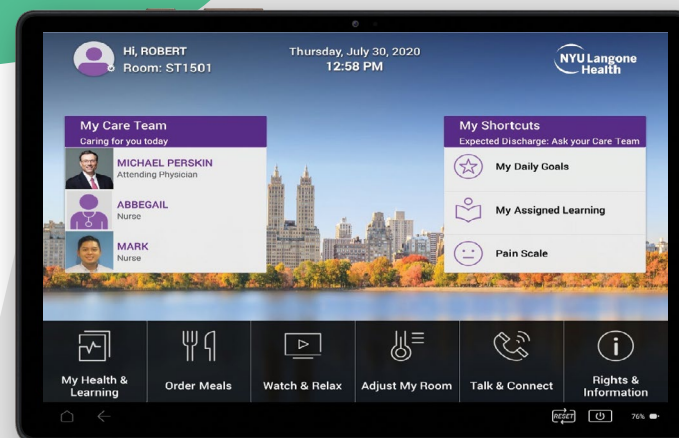 Hi, ROBERT
Room: ST1501
Thursday, July 30, 2020
12:58 PM
NYU Langone
Health
My Care Team
Caring for you today
MICHAEL PERSKIN
Attending Physician
ABBEGAIL
Nurse
MARK
Nurse
My Shortcuts
Expected Discharge: Ask your Care Team
My Daily Goals
My Assigned Learning
Pain Scale
My Health &
Learning
Order Meals
Watch & Relax
Adjust My Room
Talk & Connect
Rights &
Information
RESET
76%